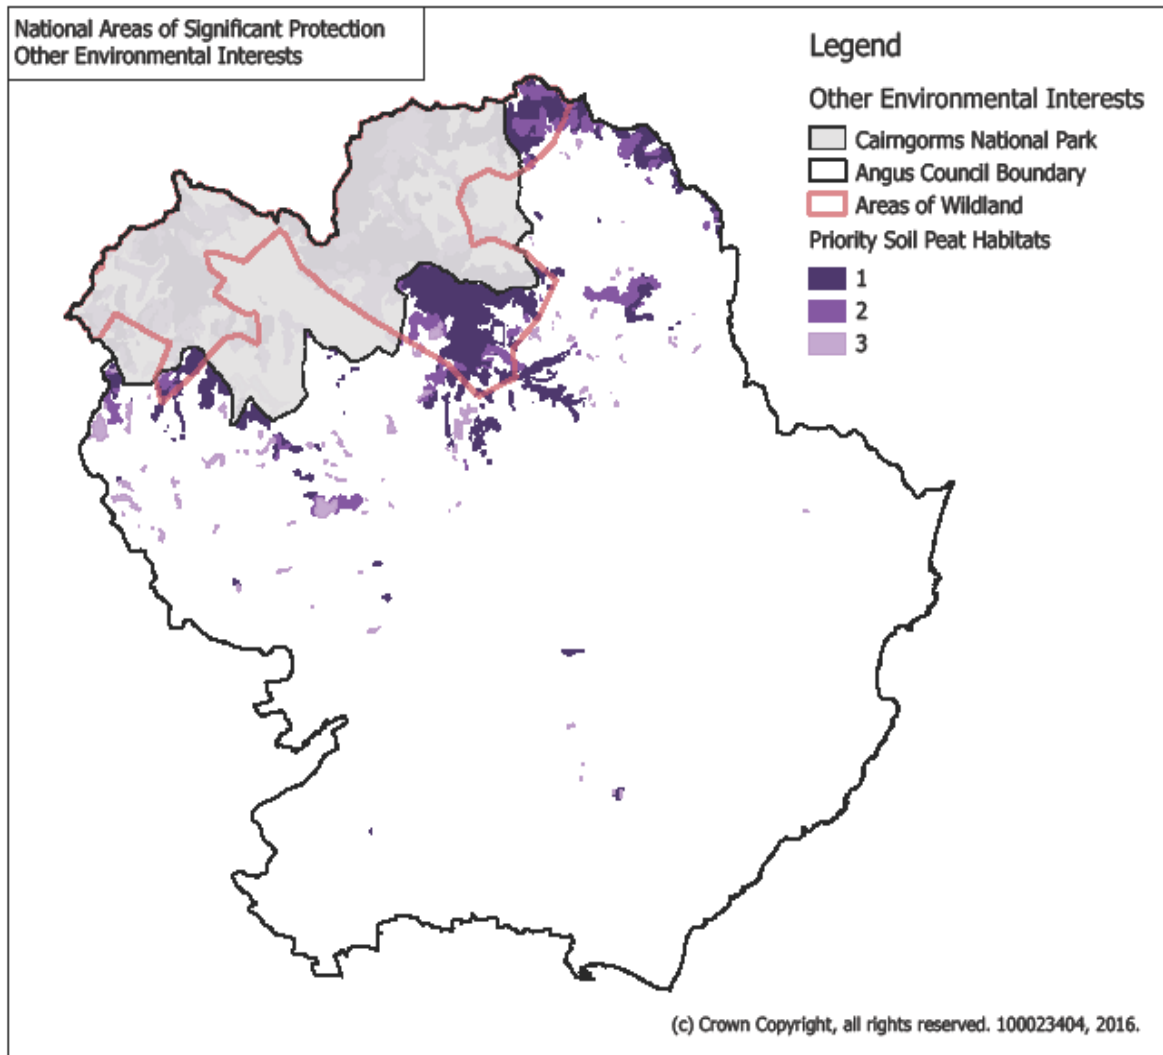 National Areas of Significant Protection
Other Environmental Interests
Legend
Other Environmental Interests
Cairngorms National Park
Angus Council Boundary
Areas of Wildland
Priority Soil Peat Habitats
1
2
3
(c) Crown Copyright, all rights reserved. 100023404, 2016.